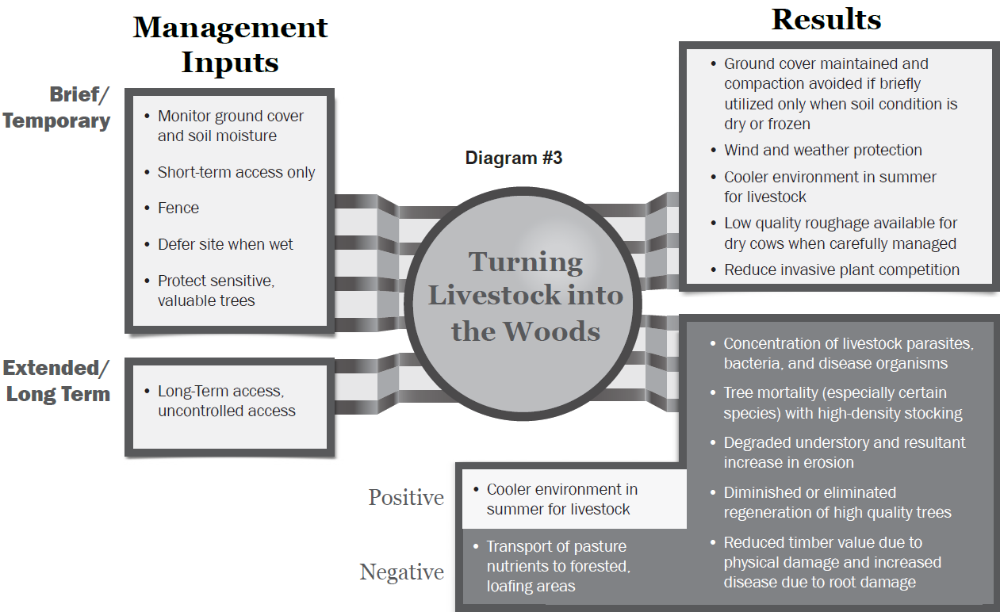 Management
Inputs
Results
Brief/
Temporary
• Monitor ground cover
and soil moisture
• Short-term access only
• Fence
• Defer site when wet
• Protect sensitive,
valuable trees
Extended/
Long Term
• Long-Term access,
uncontrolled access
Diagram #3
Turning
Livestock into
the Woods
• Ground cover maintained and
compaction avoided if briefly
utilized only when soil condition is
dry or frozen
• Wind and weather protection
• Cooler environment in summer
for livestock
• Low quality roughage available for
dry cows when carefully managed
• Reduce invasive plant competition
• Concentration of livestock parasites,
bacteria, and disease organisms
• Tree mortality (especially certain
species) with high-density stocking
• Degraded understory and resultant
increase in erosion
• Diminished or eliminated
regeneration of high quality trees
• Reduced timber value due to
physical damage and increased
disease due to root damage
Positive
• Cooler environment in
summer for livestock
Negative
• Transport of pasture
nutrients to forested,
loafing areas